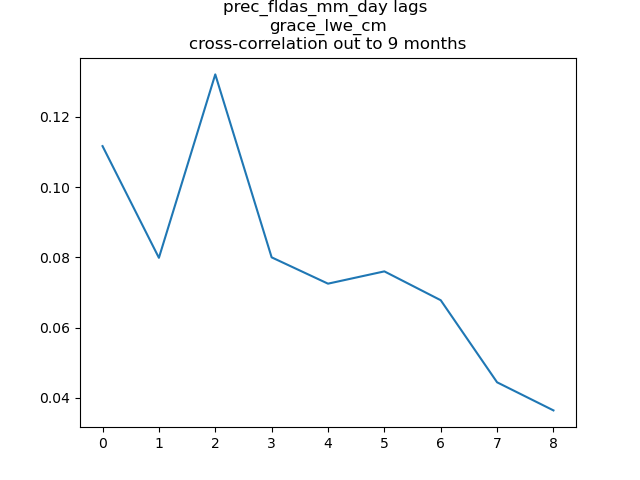 prec_fldas_mm_day lags
grace_lwe_cm
cross-correlation out to 9 months
0.12
0.10
0.08
0.06
0.04
0 1 2 3 4 5 6 7 8